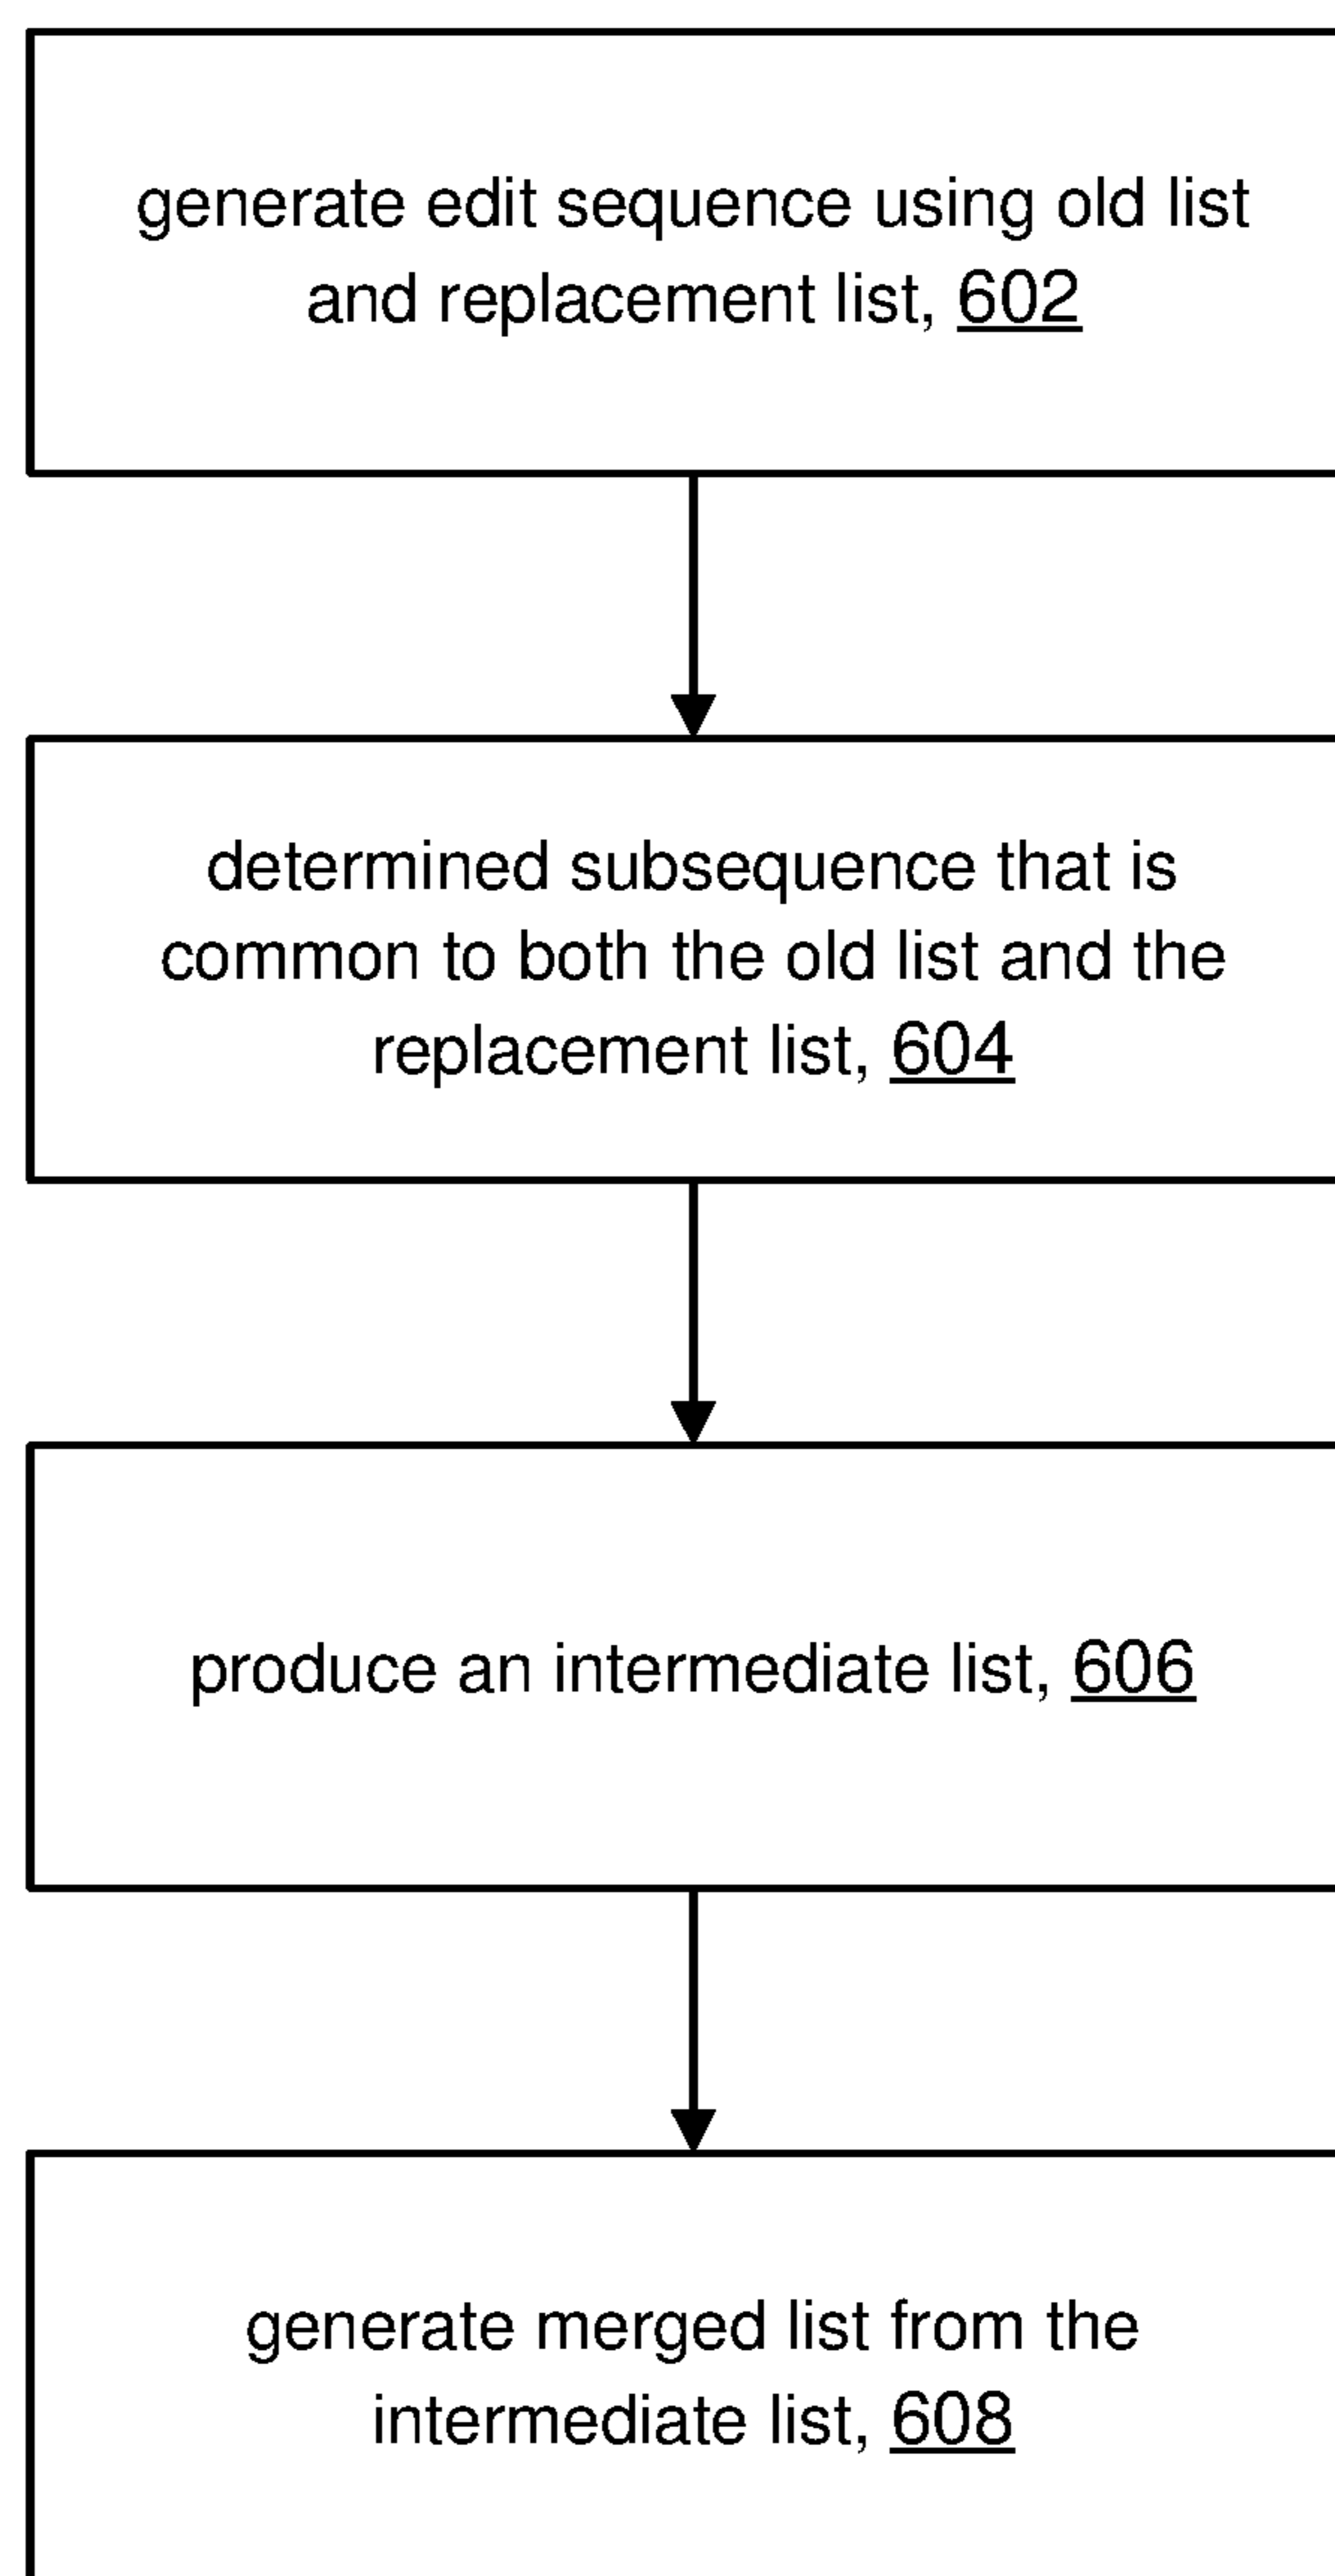 generate edit sequence using old list
and replacement list, 602
determined subsequence that is
common to both the old list and the
replacement list, 604
produce an intermediate list, 606
generate merged list from the
intermediate list, 608